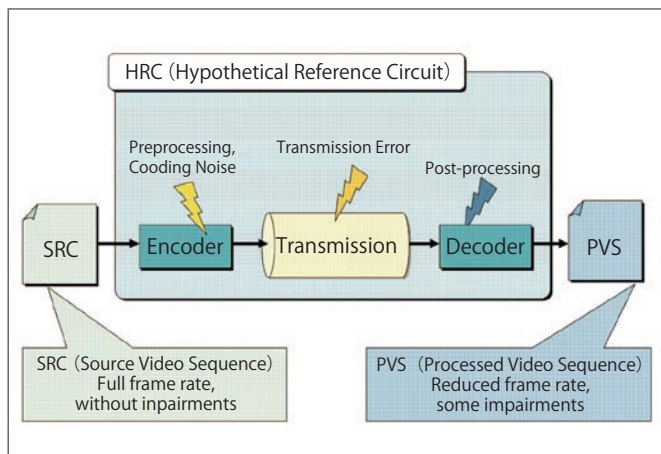 HRC (Hypothetical Reference Circuit)
Preprocessing,
Cooding Noise
Transmission Error
Post-processing
SRC
Encoder
Transmission
Decoder
PVS
SRC (Source Video Sequence)
Full frame rate,
without inpairments
PVS (Processed Video Sequence)
Reduced frame rate,
some impairments